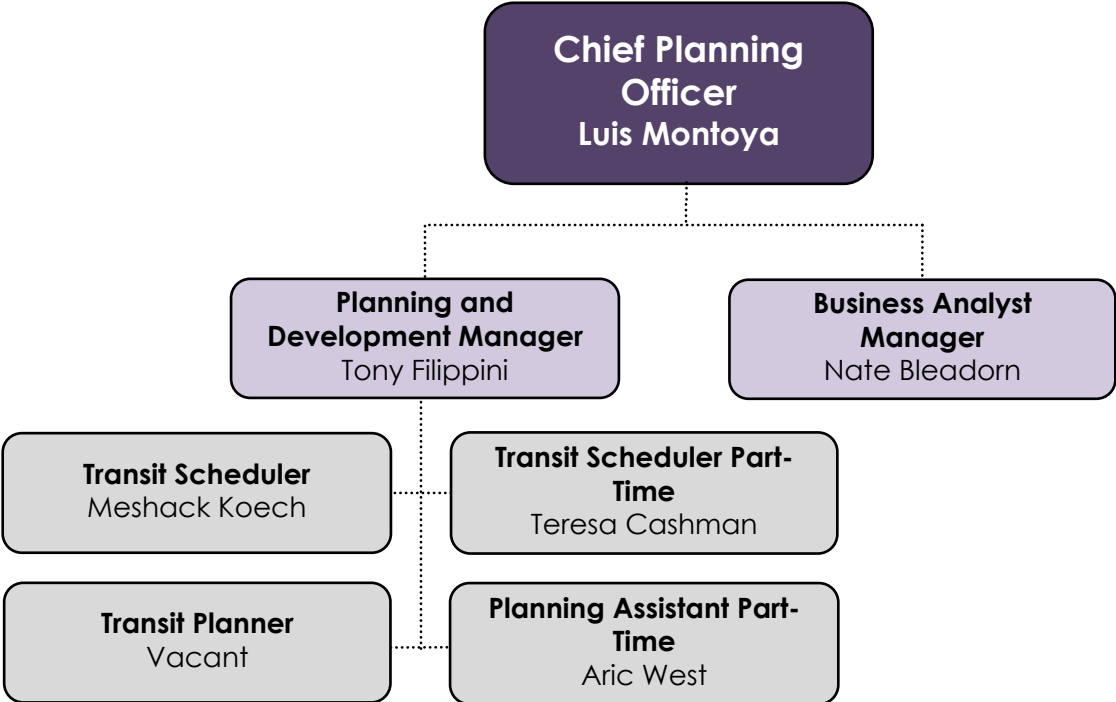 Chief Planning
Officer
Luis Montoya
Planning and
Development Manager
Tony Filippini
Business Analyst
Manager
Nate Bleadorn
Transit Scheduler
Meshack Koech
Transit Scheduler Part-
Time
Teresa Cashman
Transit Planner
Vacant
Planning Assistant Part-
Time
Aric West